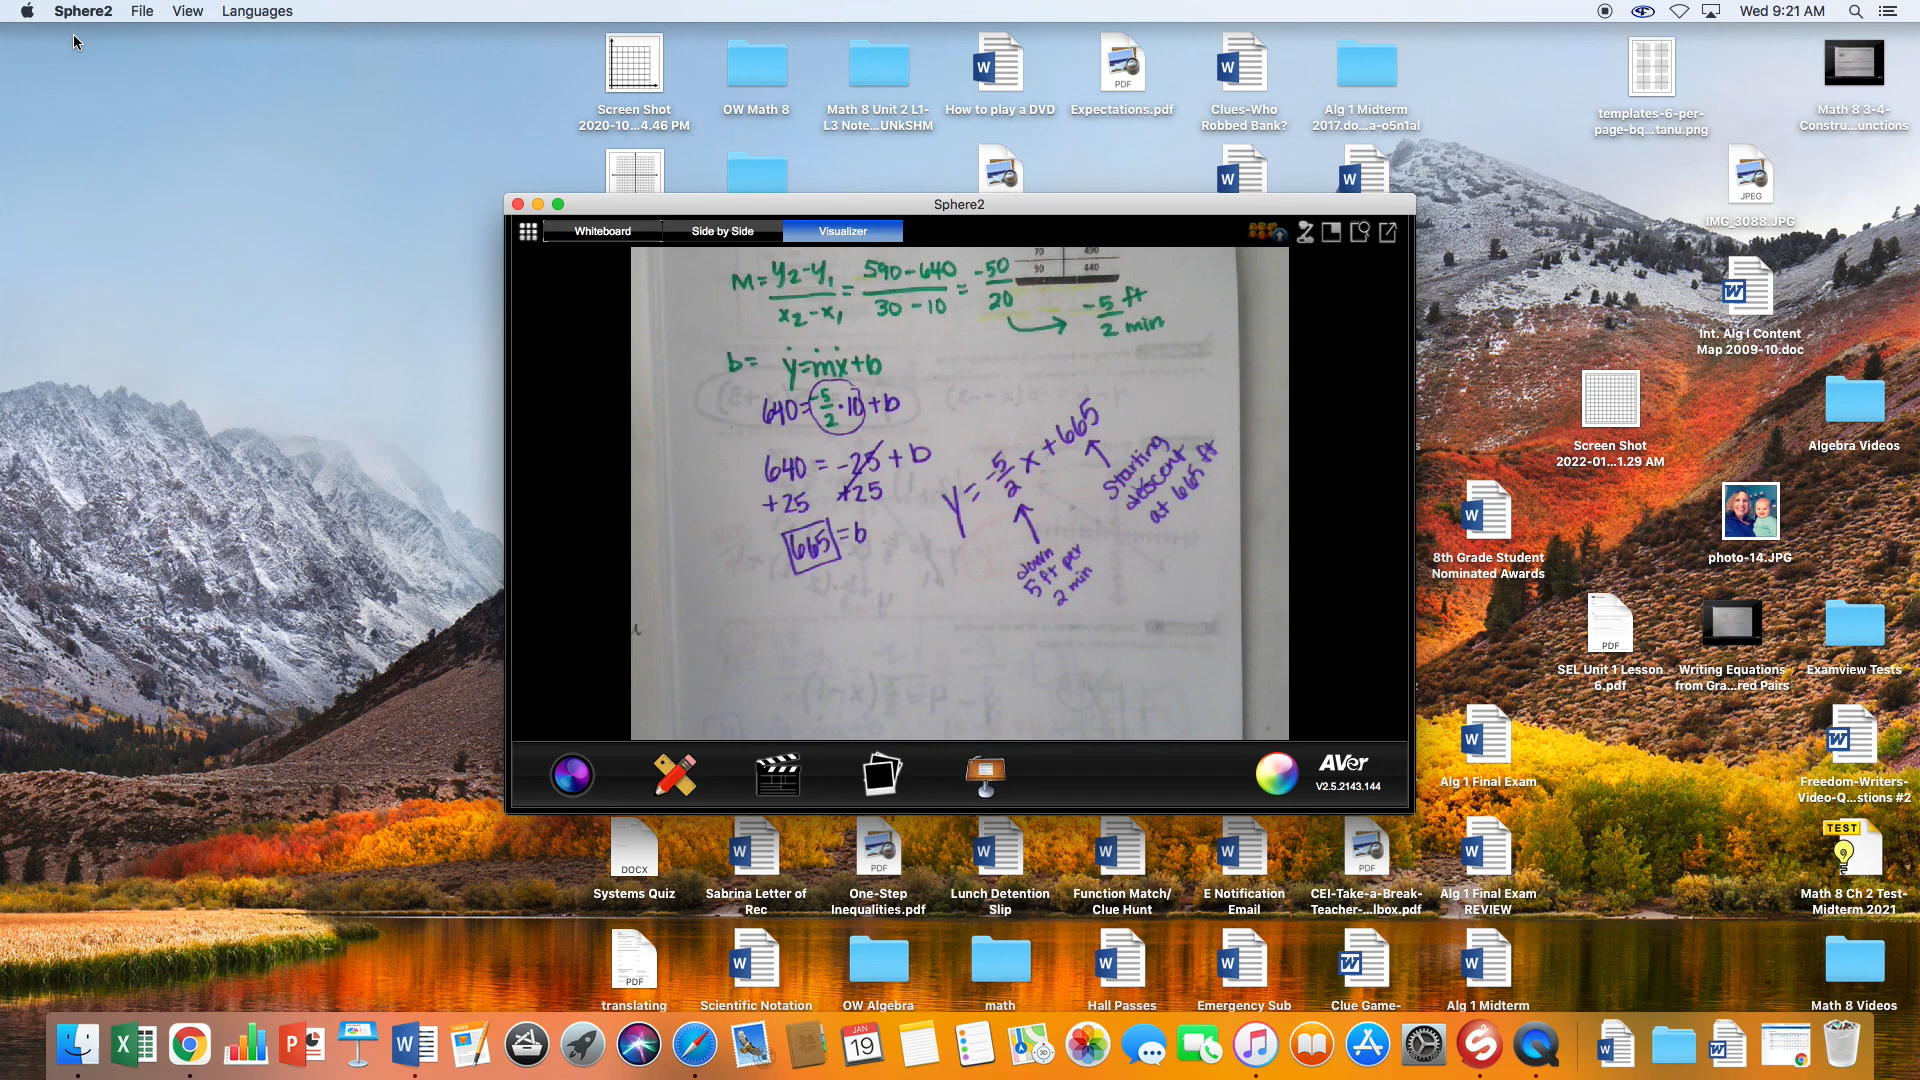 Sphere2 File View Languages Wed 9:21 AM
Screen Shot 2020-10...4.46 PM
OW Math 8
Math 8 Unit 2 L1-L3 Note...UNkSHM
How to play a DVD
PDF
Expectations.pdf
Clues-Who Robbed Bank?
Alg 1 Midterm 2017.do...a-o5n1al
templates-6-per-page-bq...tanu.png
Math 8 3-4-Constru...unctions
JPEG
IMG_3088.JPG
Sphere2
Whiteboard Side by Side Visualizer
70 490
90 440
M = y2-y1 / x2-x1 = 590-640 / 30-10 = -50 / 20
-5 ft / 2 min
b= y=mx+b
640= -5/2 · 10 + b
640 = -25 + b
+25 +25
665 = b
y = -5/2 x + 665
starting descent at 665 ft
down 5 ft per 2 min
AVer
V2.5.2143.144
Int. Alg I Content Map 2009-10.doc
Screen Shot 2022-01...1.29 AM
Algebra Videos
8th Grade Student Nominated Awards
photo-14.JPG
PDF
SEL Unit 1 Lesson 6.pdf
Writing Equations from Gra...red Pairs
Examview Tests
Alg 1 Final Exam
Freedom-Writers-Video-Q...stions #2
DOCX
Systems Quiz
Sabrina Letter of Rec
PDF
One-Step Inequalities.pdf
Lunch Detention Slip
Function Match/ Clue Hunt
E Notification Email
PDF
CEI-Take-a-Break-Teacher-...lbox.pdf
Alg 1 Final Exam REVIEW
TEST
Math 8 Ch 2 Test-Midterm 2021
PDF
translating
Scientific Notation
OW Algebra
math
Hall Passes
Emergency Sub
Clue Game-
Alg 1 Midterm
Math 8 Videos
JAN
19